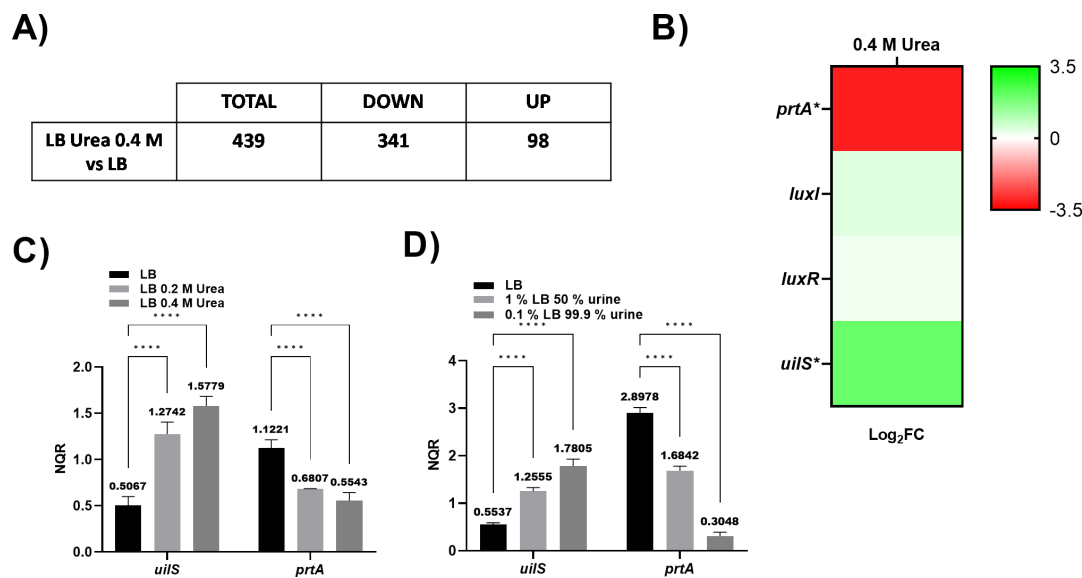 A)
TOTAL DOWN UP
LB Urea 0.4 M
vs LB
439 341 98
B)
0.4 M Urea
prtA*
luxI
luxR
uilS*
Log2FC
3.5
0
-3.5
C)
LB
LB 0.2 M Urea
LB 0.4 M Urea
****
****
****
****
NQR
2.0
1.5
1.0
0.5
0.0
0.5067
1.2742
1.5779
1.1221
0.6807
0.5543
uilS
prtA
D)
LB
1 % LB 50 % urine
0.1 % LB 99.9 % urine
****
****
****
****
NQR
4
3
2
1
0
0.5537
1.2555
1.7805
2.8978
1.6842
0.3048
uilS
prtA